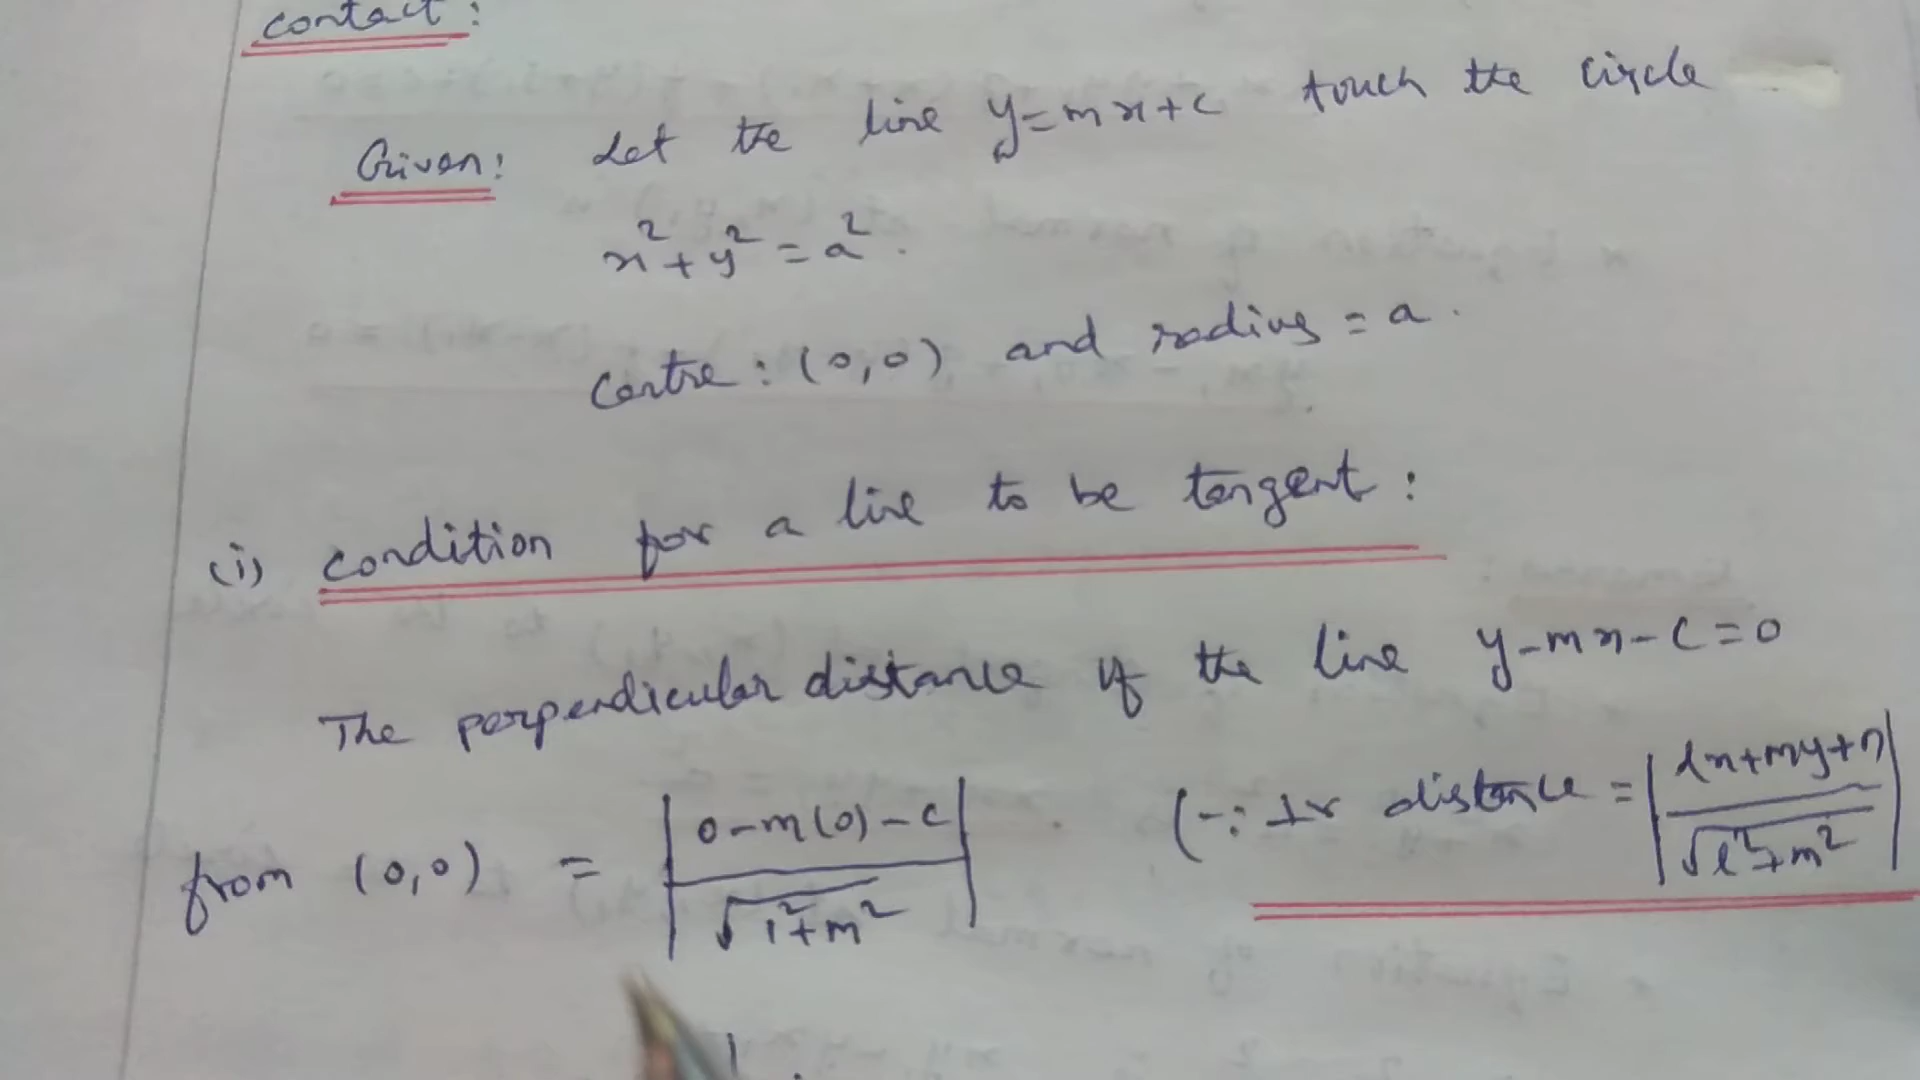 contact:
Given: Let the line y=mx+c touch the circle
x²+y²=a².
Centre: (0,0) and radius = a.
(i) condition for a line to be tangent:
The perpendicular distance of the line y-mx-c=0
from (0,0) = |0-m(0)-c / √1²+m²| . (∵ ⊥r distance = |lx+my+n / √l²+m²|